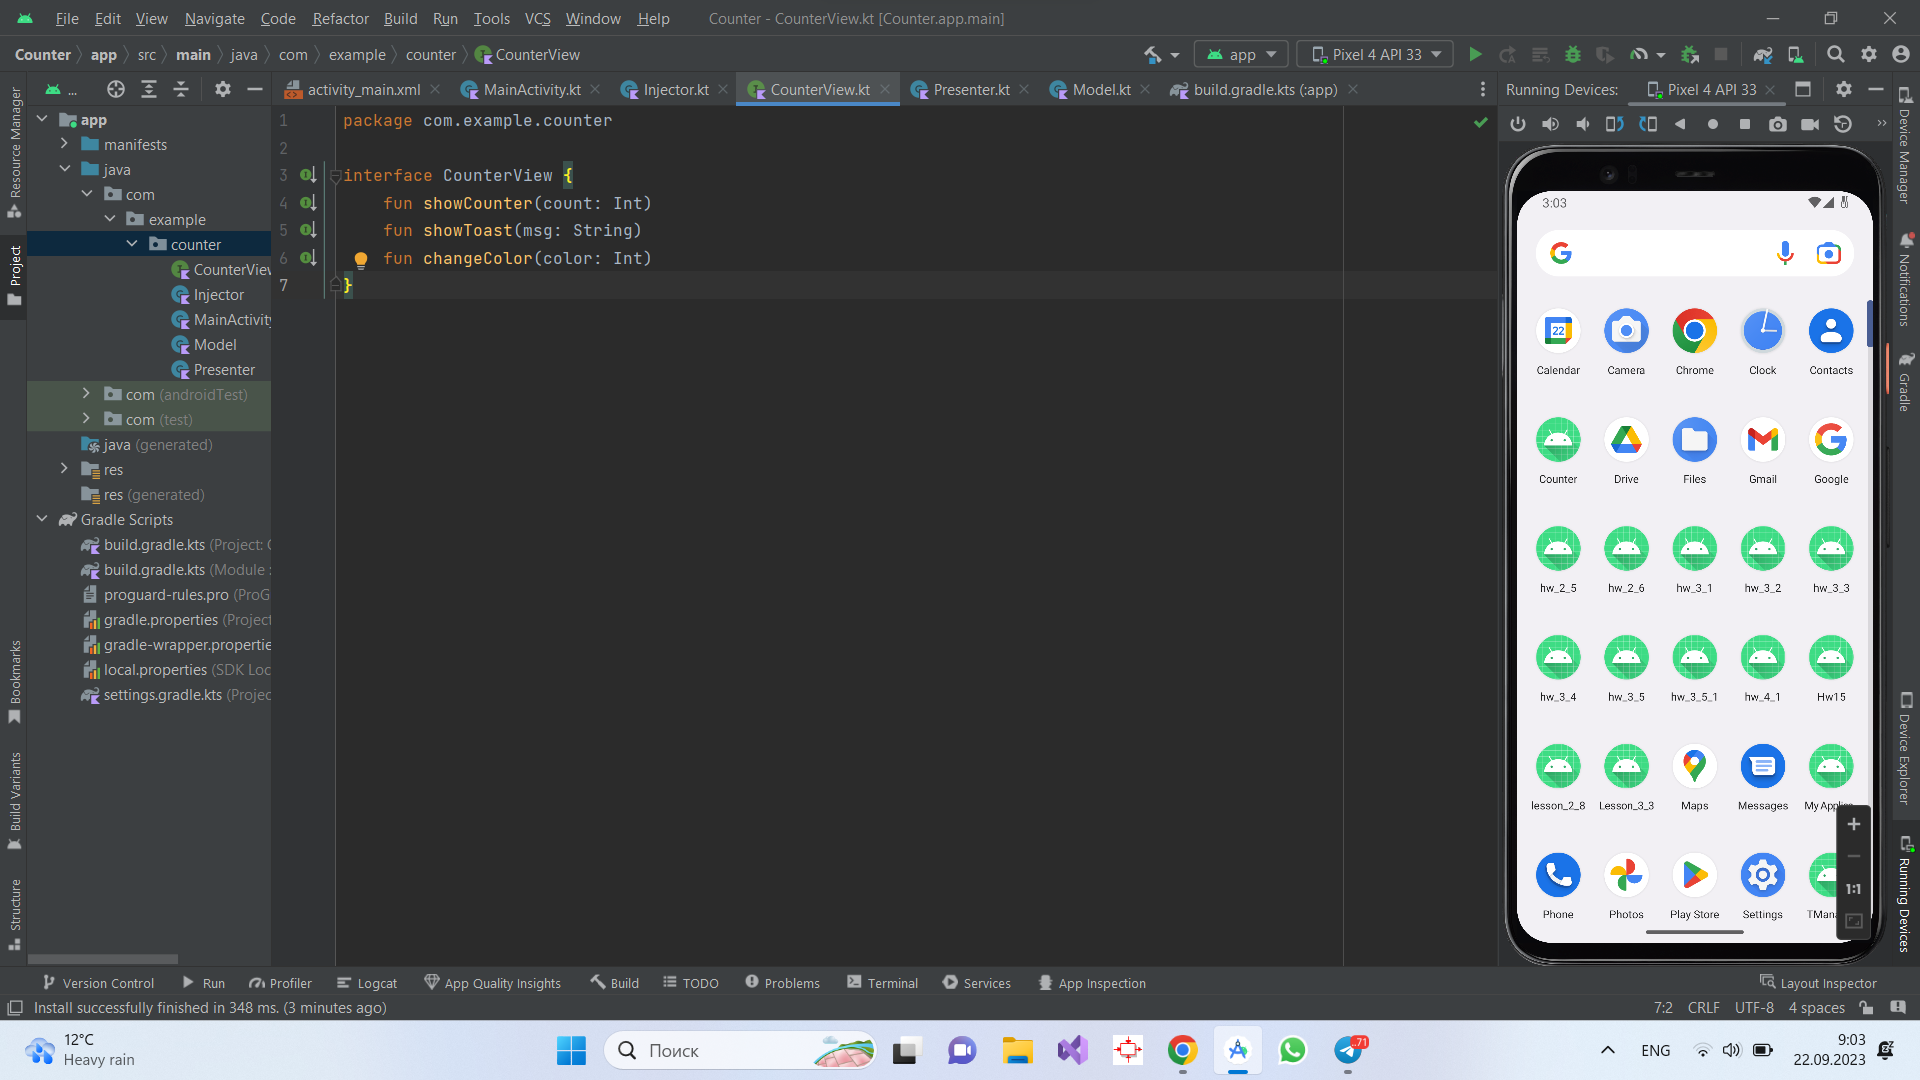 File Edit View Navigate Code Refactor Build Run Tools VCS Window Help Counter - CounterView.kt [Counter.app.main]
Counter app src main java com example counter CounterView app Pixel 4 API 33
... activity_main.xml MainActivity.kt Injector.kt CounterView.kt Presenter.kt Model.kt build.gradle.kts (:app) Running Devices: Pixel 4 API 33
Resource Manager
Project
Bookmarks
Build Variants
Structure
app
manifests
java
com
example
counter
CounterView
Injector
MainActivity
Model
Presenter
com (androidTest)
com (test)
java (generated)
res
res (generated)
Gradle Scripts
build.gradle.kts (Project: C
build.gradle.kts (Module :
proguard-rules.pro (ProG
gradle.properties (Project
gradle-wrapper.propertie
local.properties (SDK Loc
settings.gradle.kts (Projec
1 package com.example.counter
2
3 interface CounterView {
4 fun showCounter(count: Int)
5 fun showToast(msg: String)
6 fun changeColor(color: Int)
7 }
3:03
22
Calendar Camera Chrome Clock Contacts
Counter Drive Files Gmail Google
hw_2_5 hw_2_6 hw_3_1 hw_3_2 hw_3_3
hw_3_4 hw_3_5 hw_3_5_1 hw_4_1 Hw15
lesson_2_8 Lesson_3_3 Maps Messages My Applic
Phone Photos Play Store Settings TMana
1:1
Device Manager
Notifications
Gradle
Device Explorer
Running Devices
Version Control Run Profiler Logcat App Quality Insights Build TODO Problems Terminal Services App Inspection Layout Inspector
Install successfully finished in 348 ms. (3 minutes ago) 7:2 CRLF UTF-8 4 spaces
12°C
Heavy rain
Поиск
71
ENG
9:03
22.09.2023